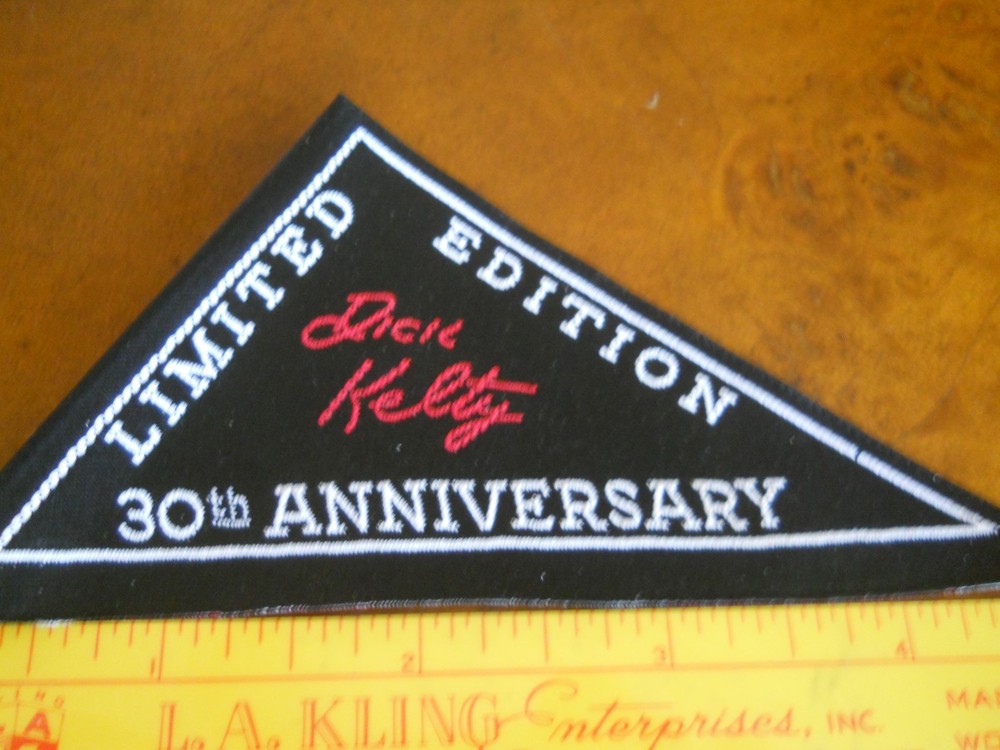 LIMITED
EDITION
Dick
Kelty
30th ANNIVERSARY
1 2 3 4
L.A. KLING Enterprises, INC.
A